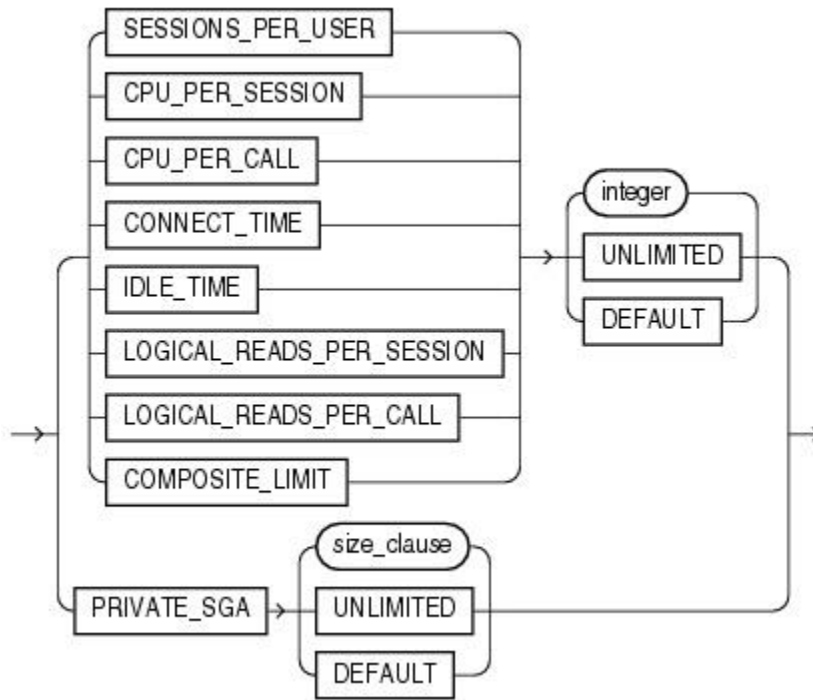 SESSIONS_PER_USER
CPU_PER_SESSION
CPU_PER_CALL
CONNECT_TIME
IDLE_TIME
LOGICAL_READS_PER_SESSION
LOGICAL_READS_PER_CALL
COMPOSITE_LIMIT
integer
UNLIMITED
DEFAULT
PRIVATE_SGA
size_clause
UNLIMITED
DEFAULT